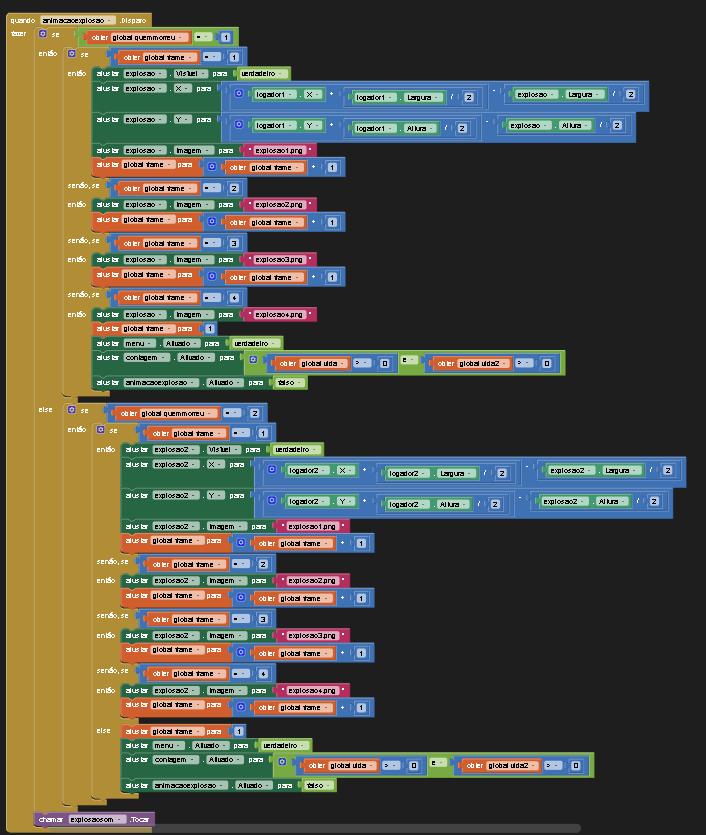 quando animacaoexplosao .Disparo
fazer se obter global quemmorreu = 1
então se obter global frame = 1
então ajustar explosao . Visível para verdadeiro
ajustar explosao . X para jogador1 . X + jogador1 . Largura / 2 - explosao . Largura / 2
ajustar explosao . Y para jogador1 . Y + jogador1 . Altura / 2 - explosao . Altura / 2
ajustar explosao . Imagem para " explosao1.png "
ajustar global frame para obter global frame + 1
senão, se obter global frame = 2
então ajustar explosao . Imagem para " explosao2.png "
ajustar global frame para obter global frame + 1
senão, se obter global frame = 3
então ajustar explosao . Imagem para " explosao3.png "
ajustar global frame para obter global frame + 1
senão, se obter global frame = 4
então ajustar explosao . Imagem para " explosao4.png "
ajustar global frame para 1
ajustar menu . Ativado para verdadeiro
ajustar contagem . Ativado para obter global vida > 0 e obter global vida2 > 0
ajustar animacaoexplosao . Ativado para falso
else se obter global quemmorreu = 2
então se obter global frame = 1
então ajustar explosao2 . Visível para verdadeiro
ajustar explosao2 . X para jogador2 . X + jogador2 . Largura / 2 - explosao2 . Largura / 2
ajustar explosao2 . Y para jogador2 . Y + jogador2 . Altura / 2 - explosao2 . Altura / 2
ajustar explosao2 . Imagem para " explosao1.png "
ajustar global frame para obter global frame + 1
senão, se obter global frame = 2
então ajustar explosao2 . Imagem para " explosao2.png "
ajustar global frame para obter global frame + 1
senão, se obter global frame = 3
então ajustar explosao2 . Imagem para " explosao3.png "
ajustar global frame para obter global frame + 1
senão, se obter global frame = 4
então ajustar explosao2 . Imagem para " explosao4.png "
ajustar global frame para obter global frame + 1
else ajustar global frame para 1
ajustar menu . Ativado para verdadeiro
ajustar contagem . Ativado para obter global vida > 0 e obter global vida2 > 0
ajustar animacaoexplosao . Ativado para falso
chamar explosaosom .Tocar